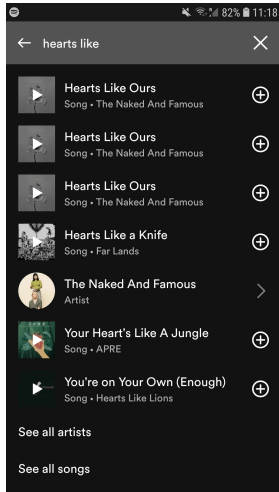 82% 11:18
hearts like
Hearts Like Ours
Song • The Naked And Famous
Hearts Like Ours
Song • The Naked And Famous
Hearts Like Ours
Song • The Naked And Famous
Hearts Like a Knife
Song • Far Lands
The Naked And Famous
Artist
Your Heart's Like A Jungle
Song • APRE
You're on Your Own (Enough)
Song • Hearts Like Lions
See all artists
See all songs